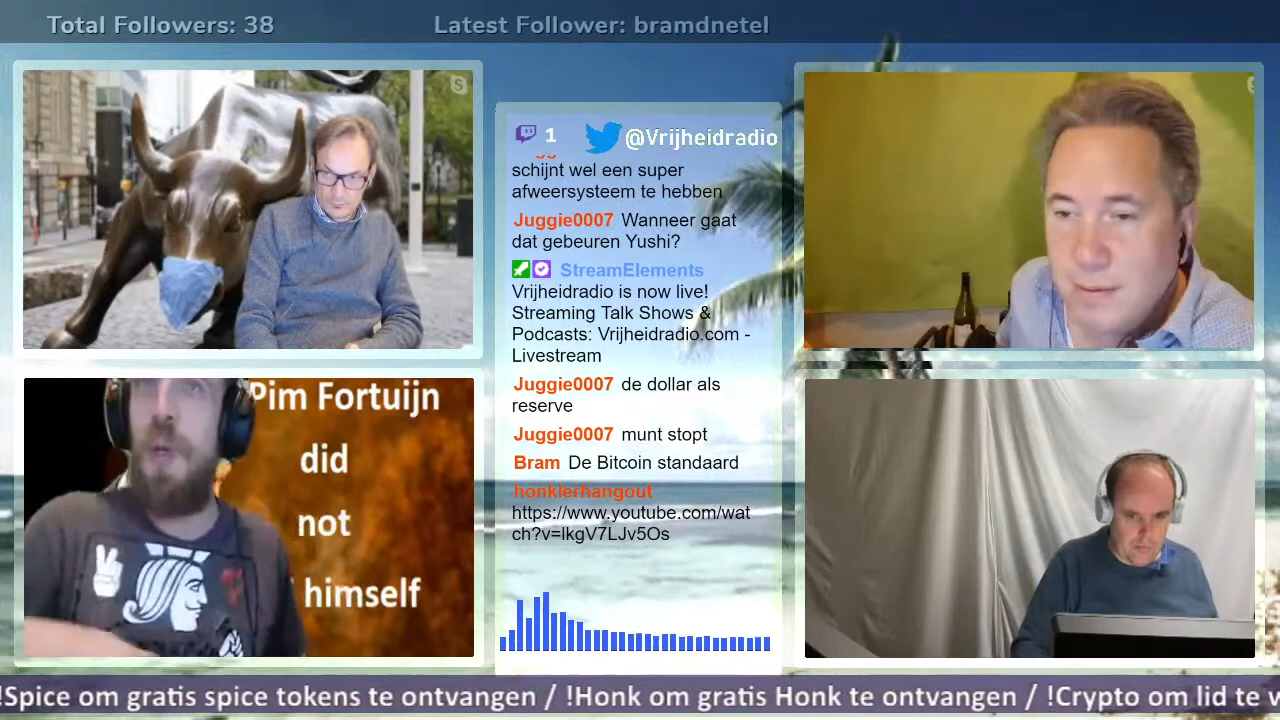 Total Followers: 38
Latest Follower: bramdnetel
1
@Vrijheidradio
schijnt wel een super
afweersysteem te hebben
Juggie0007 Wanneer gaat
dat gebeuren Yushi?
StreamElements
Vrijheidradio is now live!
Streaming Talk Shows &
Podcasts: Vrijheidradio.com -
Livestream
Juggie0007 de dollar als
reserve
Juggie0007 munt stopt
Bram De Bitcoin standaard
honklerhangout
https://www.youtube.com/wat
ch?v=lkgV7LJv5Os
Pim Fortuijn
did
not
himself
!Spice om gratis spice tokens te ontvangen / !Honk om gratis Honk te ontvangen / !Crypto om lid te